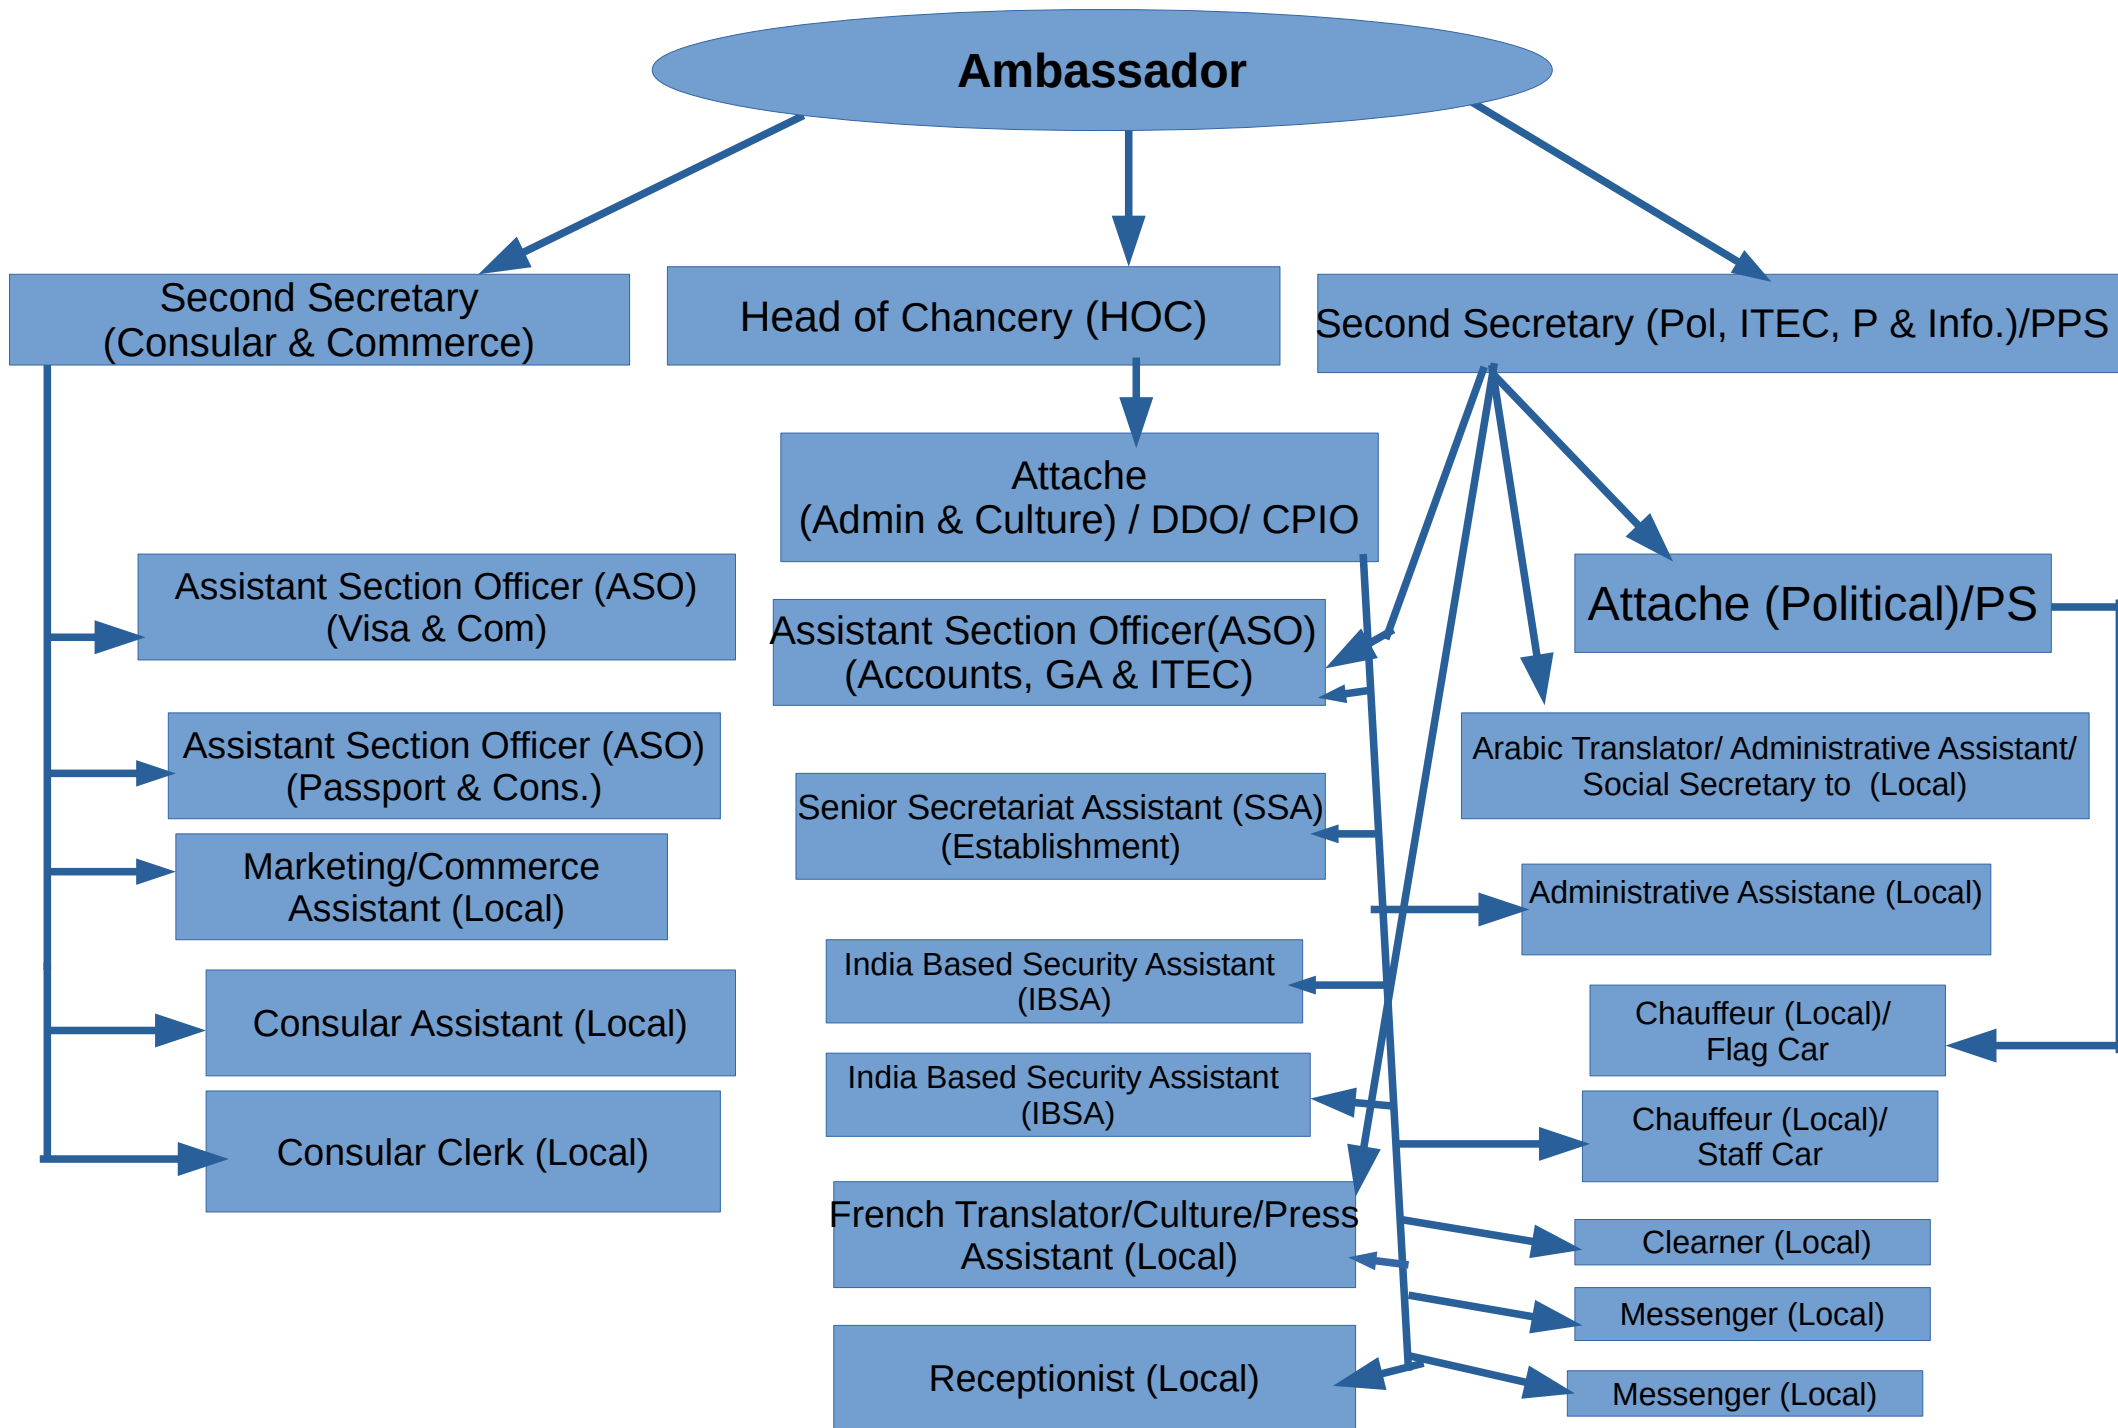 Ambassador
Second Secretary
(Consular & Commerce)
Head of Chancery (HOC)
Second Secretary (Pol, ITEC, P & Info.)/PPS
Attache
(Admin & Culture) / DDO/ CPIO
Assistant Section Officer (ASO)
(Visa & Com)
Assistant Section Officer(ASO)
(Accounts, GA & ITEC)
Attache (Political)/PS
Assistant Section Officer (ASO)
(Passport & Cons.)
Arabic Translator/ Administrative Assistant/
Social Secretary to  (Local)
Senior Secretariat Assistant (SSA)
(Establishment)
Marketing/Commerce
Assistant (Local)
Administrative Assistane (Local)
India Based Security Assistant
(IBSA)
Consular Assistant (Local)
Chauffeur (Local)/
Flag Car
India Based Security Assistant
(IBSA)
Consular Clerk (Local)
Chauffeur (Local)/
Staff Car
French Translator/Culture/Press
Assistant (Local)
Clearner (Local)
Messenger (Local)
Receptionist (Local)
Messenger (Local)